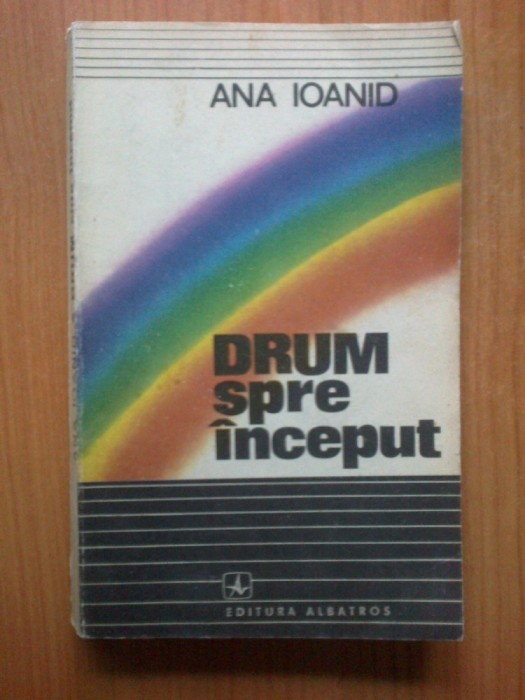 ANA IOANID
DRUM
spre
început
EDITURA ALBATROS